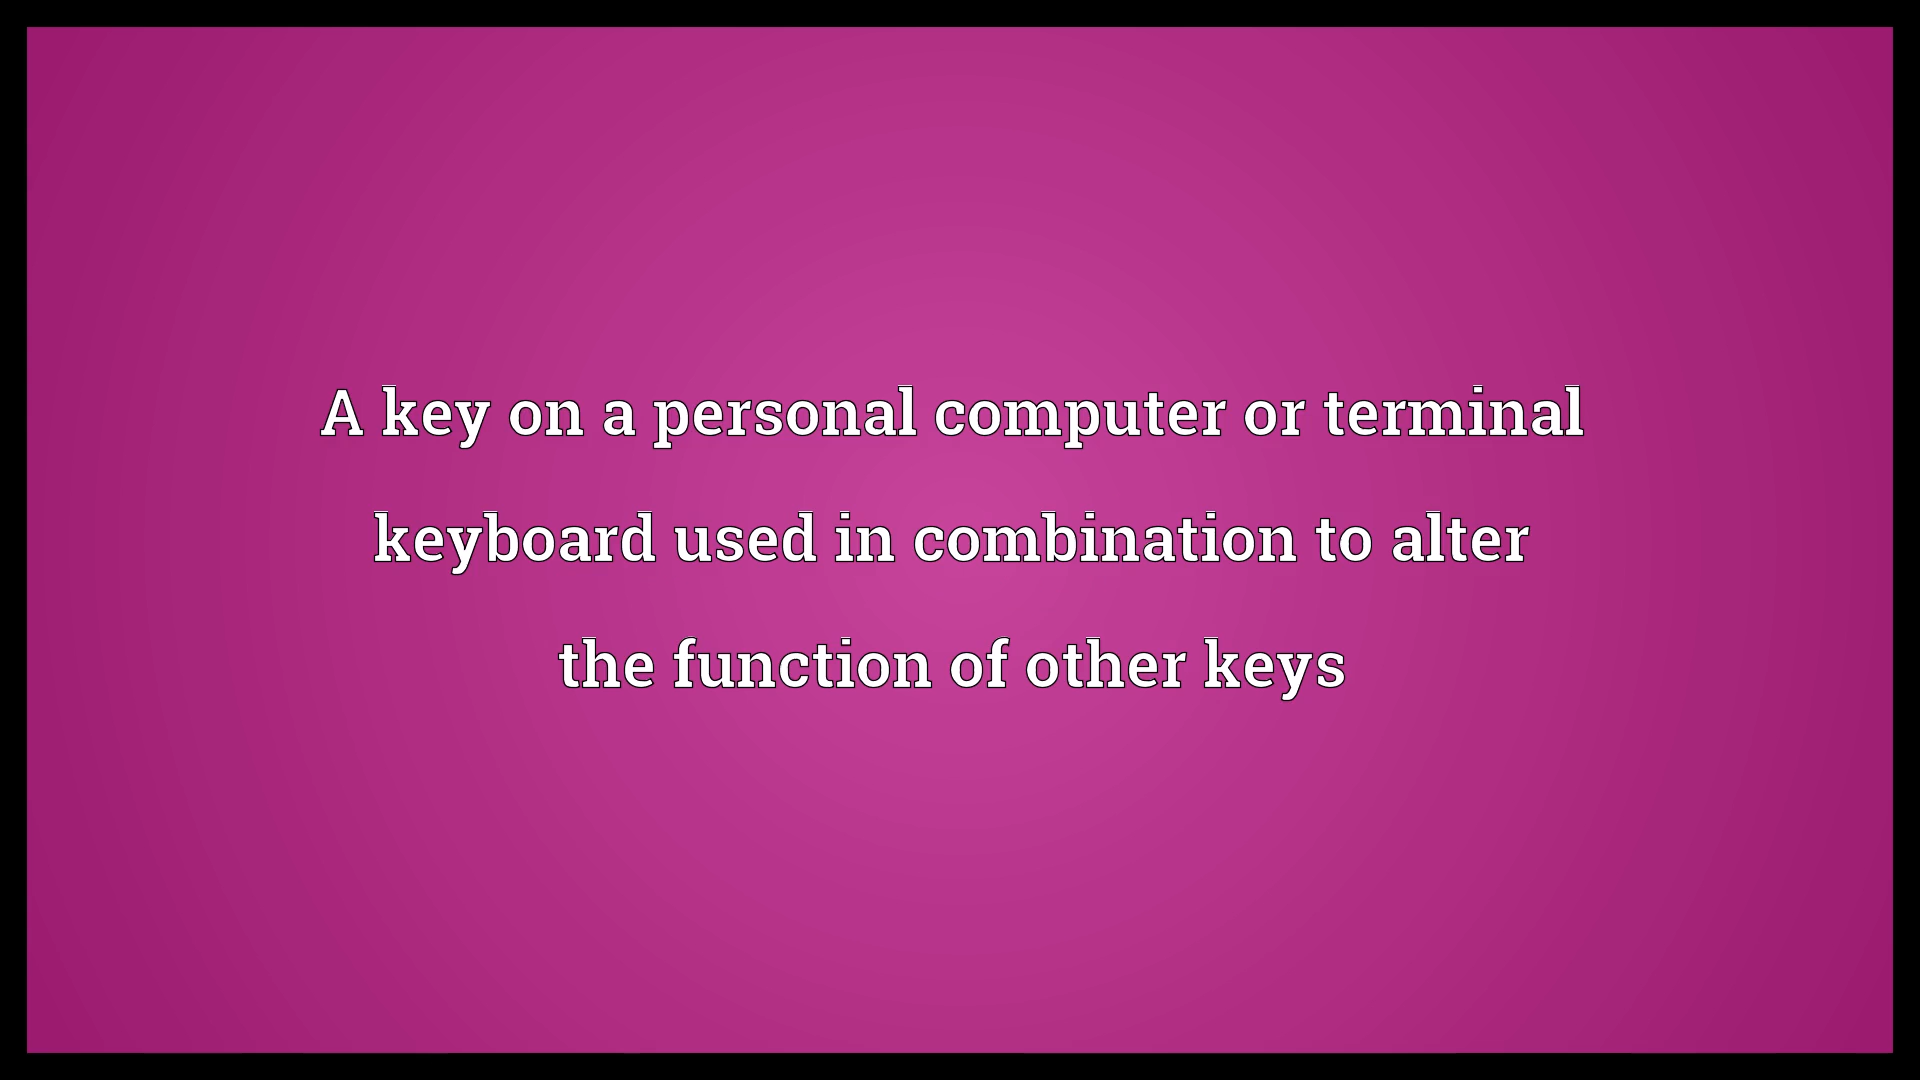 A key on a personal computer or terminal
keyboard used in combination to alter
the function of other keys